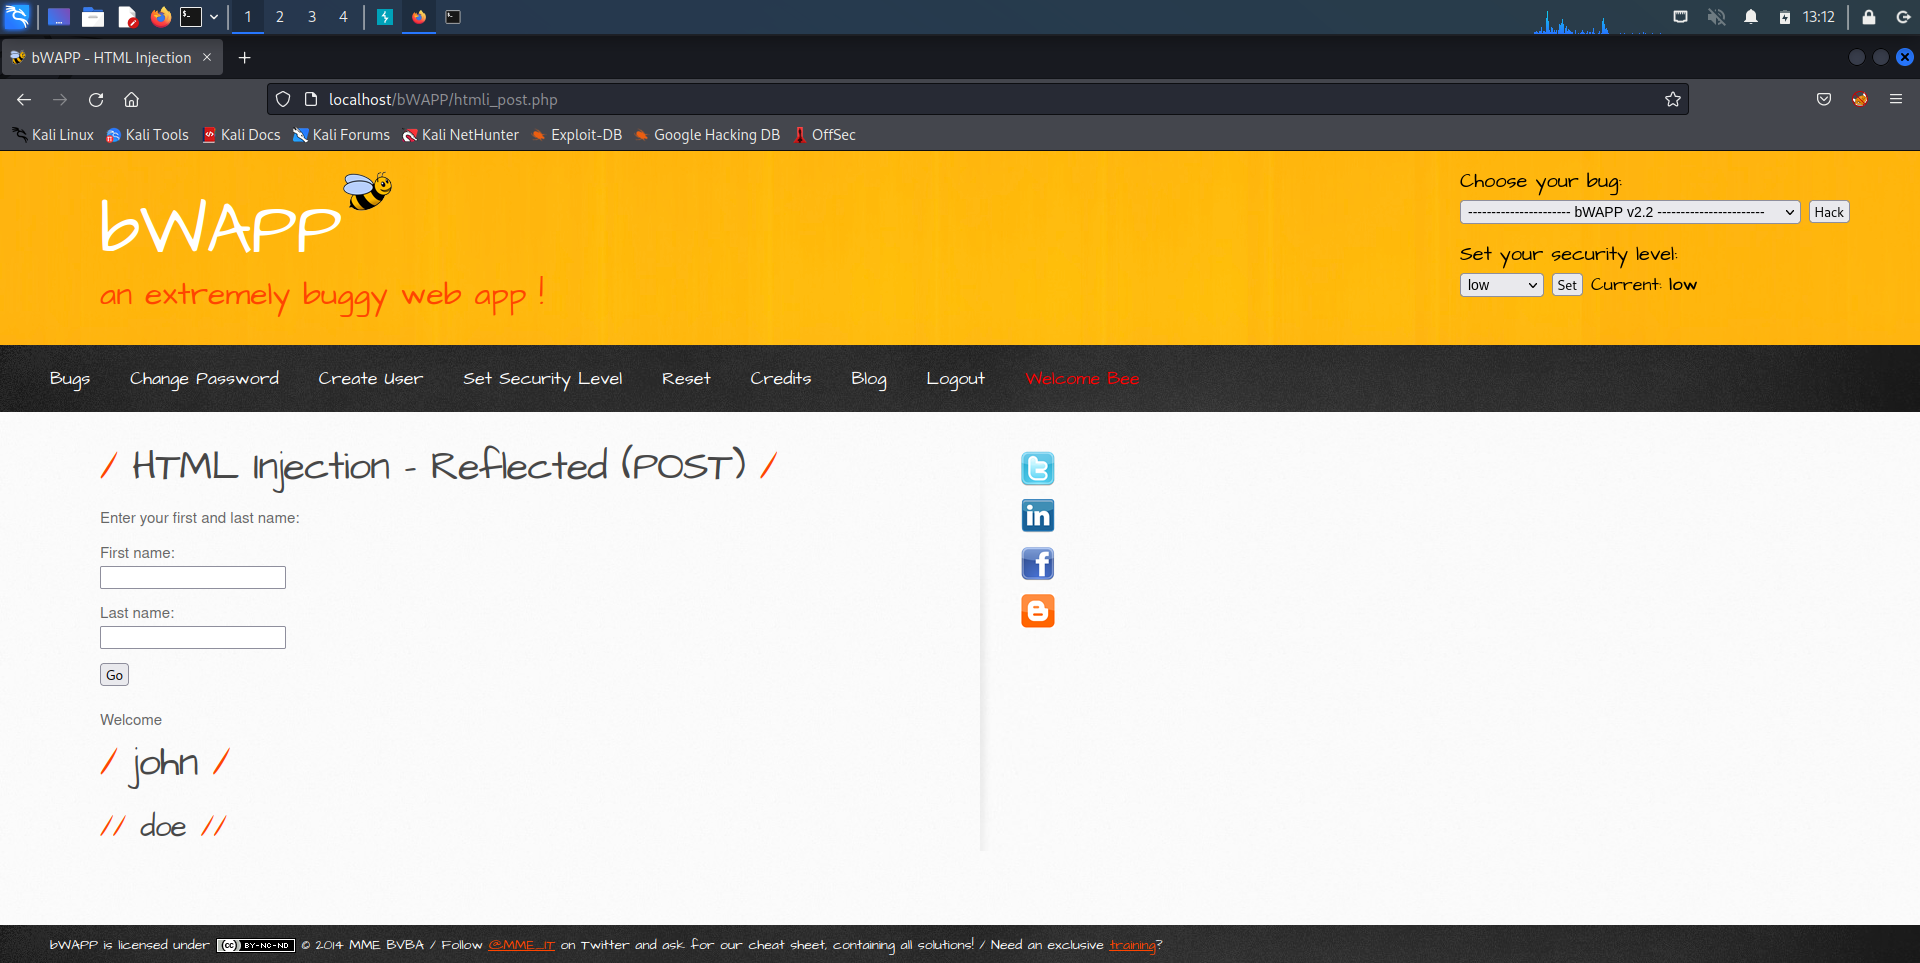 1 2 3 4 13:12
bWAPP - HTML Injection
localhost/bWAPP/htmli_post.php
Kali Linux Kali Tools Kali Docs Kali Forums Kali NetHunter Exploit-DB Google Hacking DB OffSec
bWAPP
an extremely buggy web app !
Choose your bug:
---------------------- bWAPP v2.2 ----------------------- Hack
Set your security level:
low Set Current: low
Bugs Change Password Create User Set Security Level Reset Credits Blog Logout Welcome Bee
/ HTML Injection - Reflected (POST) /
Enter your first and last name:
First name:
Last name:
Go
Welcome
/ john /
// doe //
bWAPP is licensed under (cc) BY-NC-ND © 2014 MME BVBA / Follow @MME_IT on Twitter and ask for our cheat sheet, containing all solutions! / Need an exclusive training?